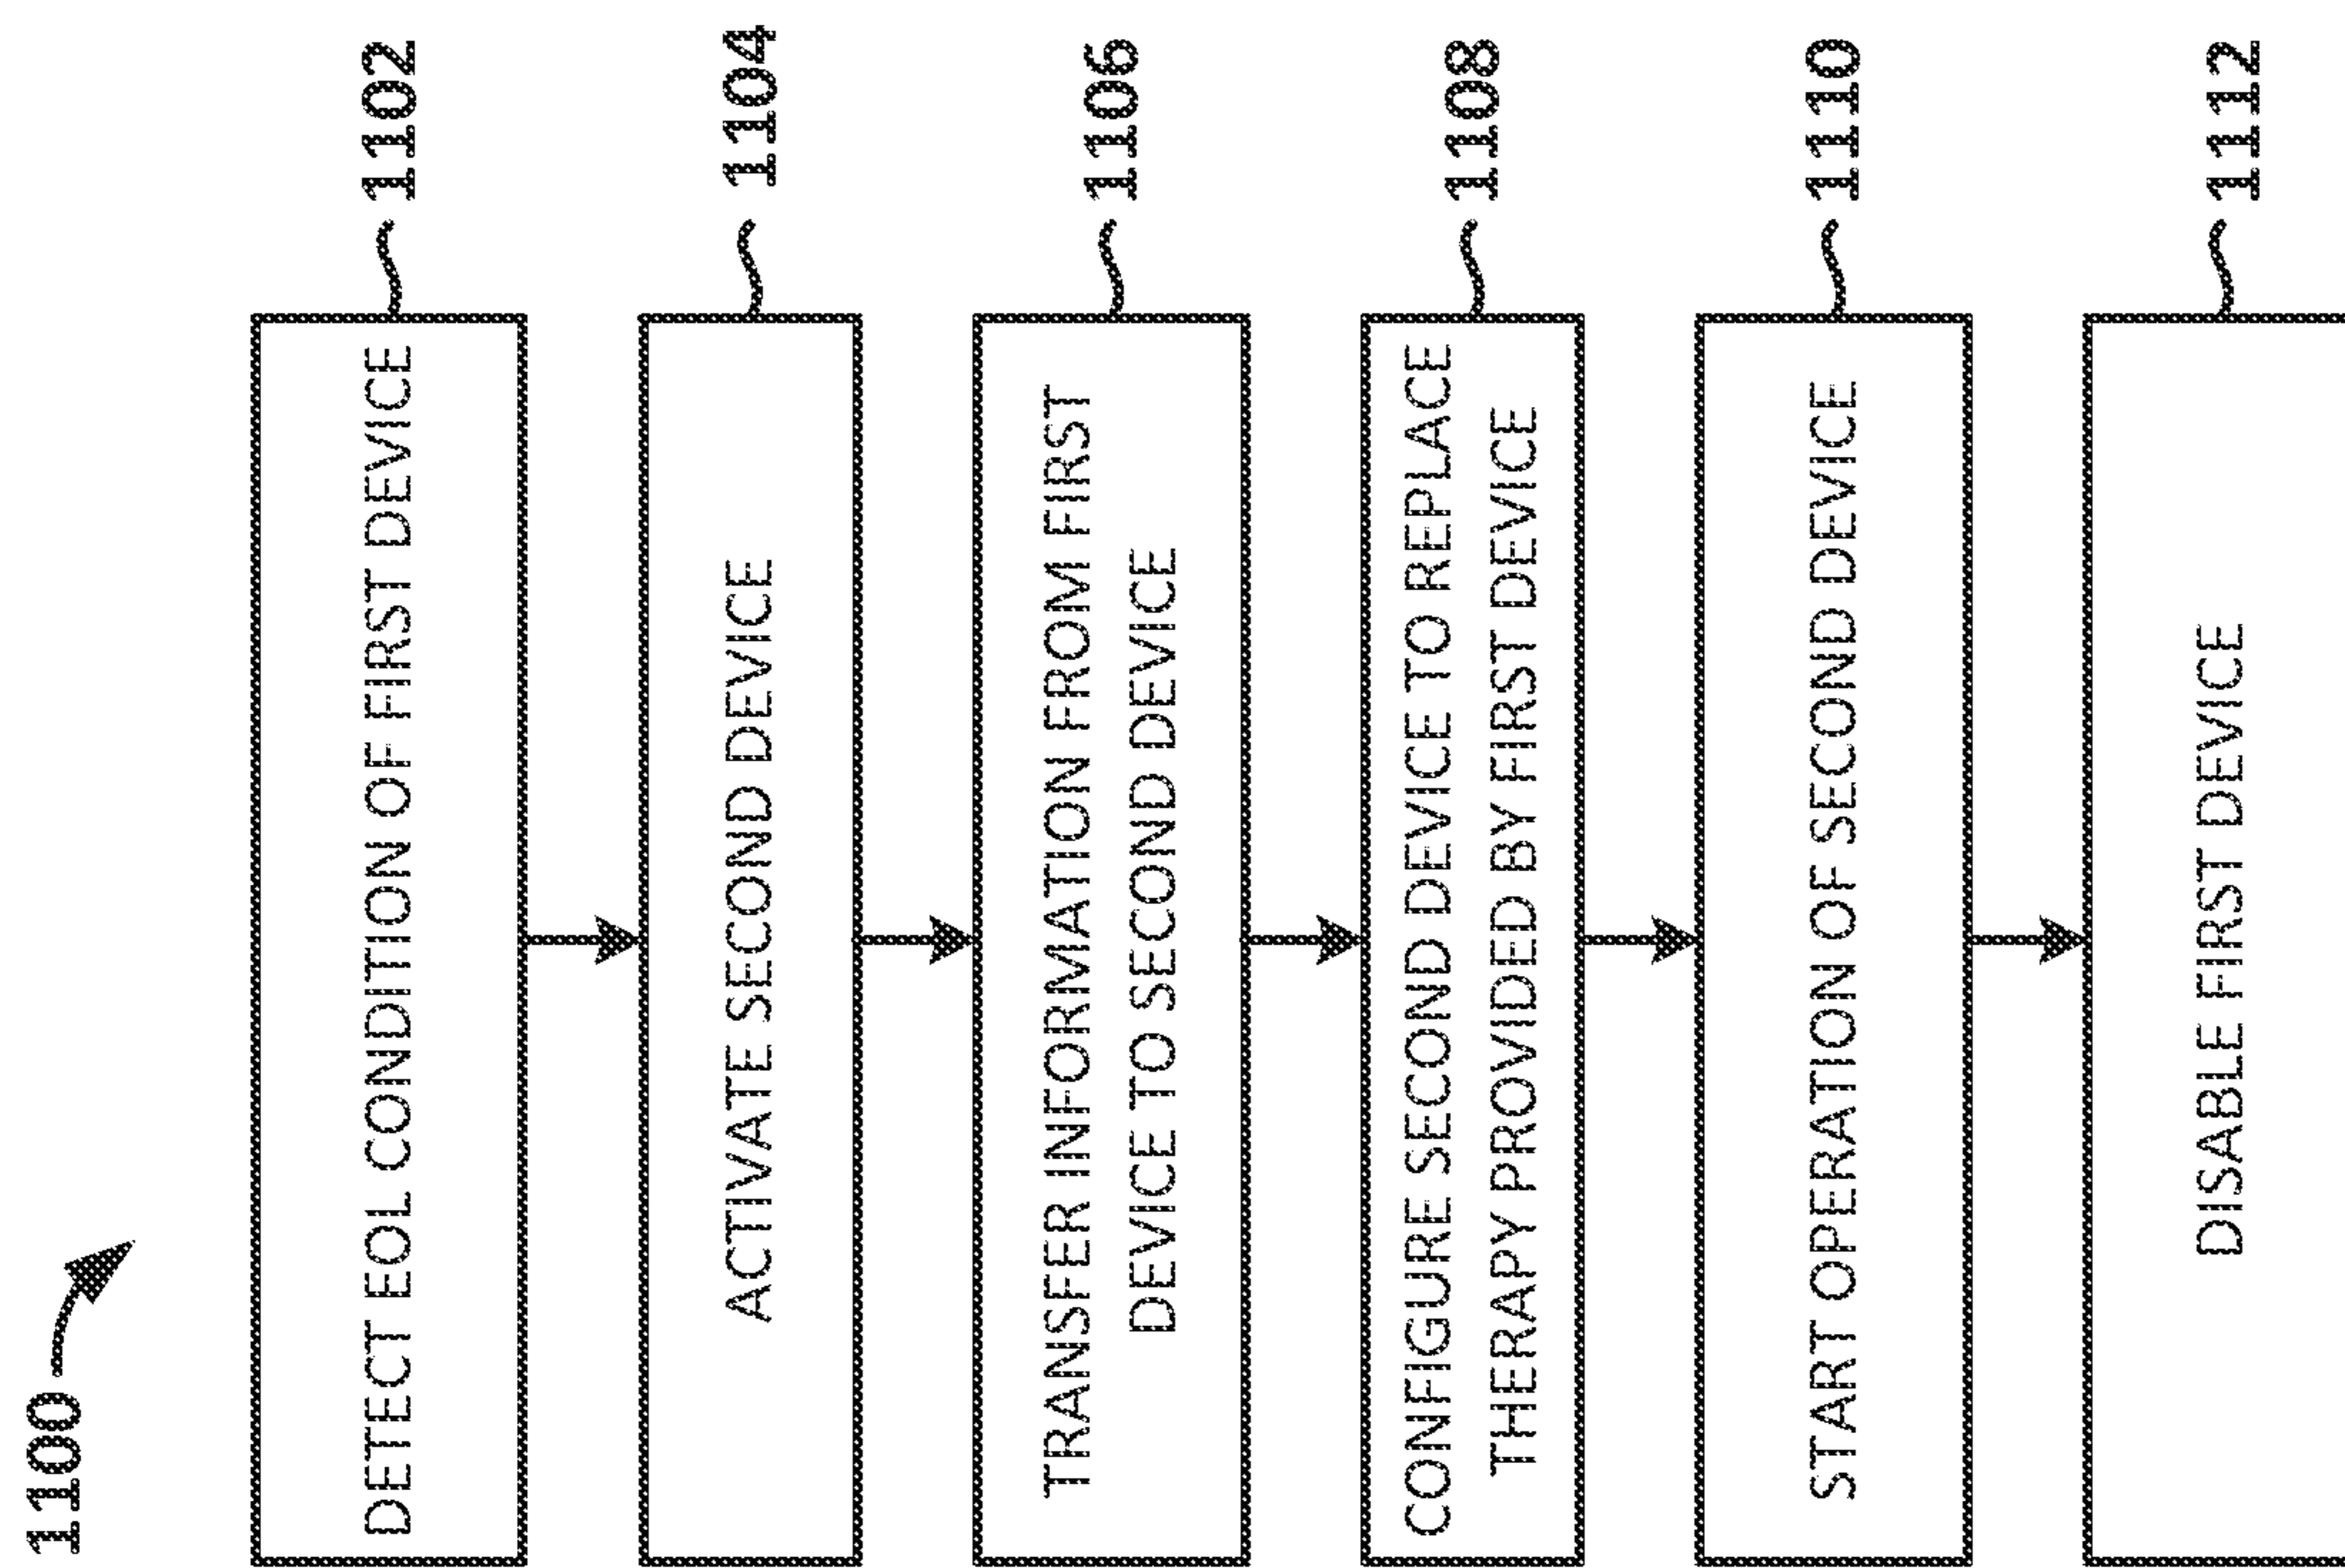 1100
DETECT EOL CONDITION OF FIRST DEVICE
1102
ACTIVATE SECOND DEVICE
1104
TRANSFER INFORMATION FROM FIRST
DEVICE TO SECOND DEVICE
1106
CONFIGURE SECOND DEVICE TO REPLACE
THERAPY PROVIDED BY FIRST DEVICE
1108
START OPERATION OF SECOND DEVICE
1110
DISABLE FIRST DEVICE
1112